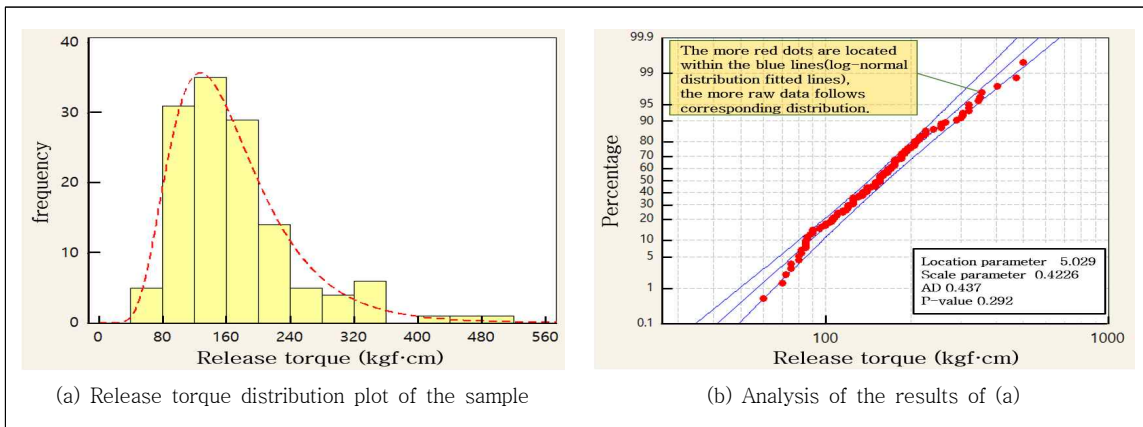 40
30
20
10
0
frequency
0
80
160
240
320
400
480
560
Release torque (kgf·cm)
(a) Release torque distribution plot of the sample
99.9
99
95
90
80
70
60
50
40
30
20
10
5
1
0.1
Percentage
The more red dots are located
within the blue lines(log-normal
distribution fitted lines),
the more raw data follows
corresponding distribution.
Location parameter 5.029
Scale parameter 0.4226
AD 0.437
P-value 0.292
100
1000
Release torque (kgf·cm)
(b) Analysis of the results of (a)